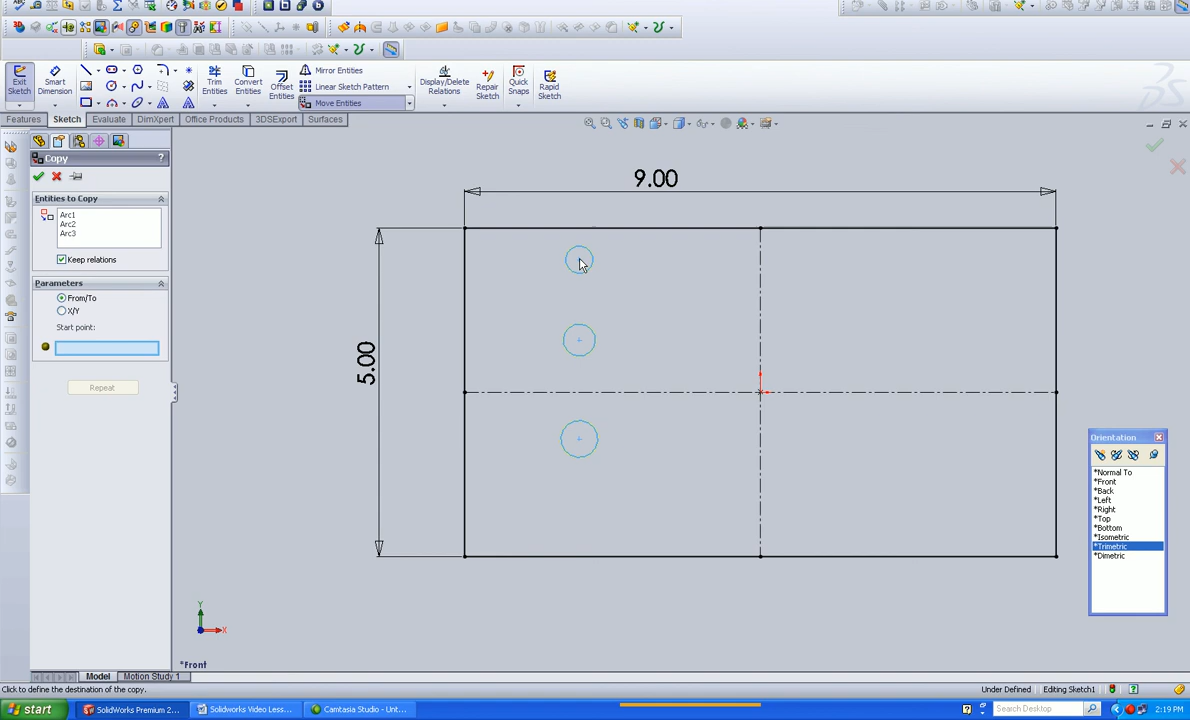 Exit Sketch
Smart Dimension
Trim Entities
Convert Entities
Offset Entities
Mirror Entities
Linear Sketch Pattern
Move Entities
Display/Delete Relations
Repair Sketch
Quick Snaps
Rapid Sketch
Features
Sketch
Evaluate
DimXpert
Office Products
3DSExport
Surfaces
Copy
?
Entities to Copy
Arc1
Arc2
Arc3
Keep relations
Parameters
From/To
X/Y
Start point:
Repeat
9.00
5.00
Orientation
*Normal To
*Front
*Back
*Left
*Right
*Top
*Bottom
*Isometric
*Trimetric
*Dimetric
Y
X
*Front
Model
Motion Study 1
Click to define the destination of the copy.
Under Defined
Editing Sketch1
start
SolidWorks Premium 2...
SolidWorks Video Less...
Camtasia Studio - Unt...
Search Desktop
2:19 PM